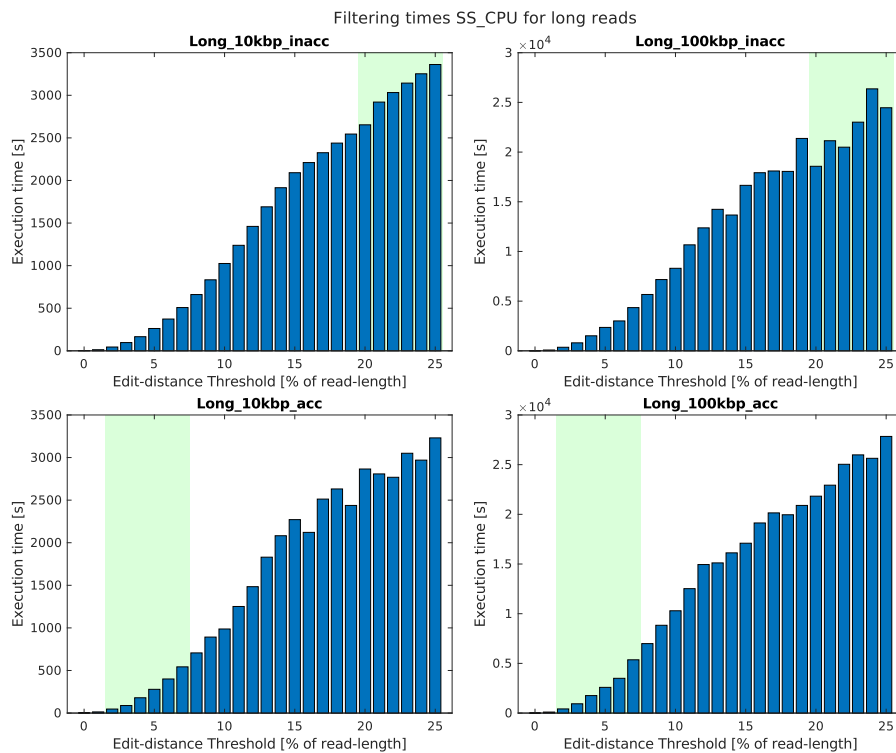 Filtering times SS_CPU for long reads
Long_10kbp_inacc
3500
3000
2500
2000
1500
1000
500
0
Execution time [s]
0 5 10 15 20 25
Edit-distance Threshold [% of read-length]
Long_100kbp_inacc
×10⁴
3
2.5
2
1.5
1
0.5
0
Execution time [s]
0 5 10 15 20 25
Edit-distance Threshold [% of read-length]
Long_10kbp_acc
3500
3000
2500
2000
1500
1000
500
0
Execution time [s]
0 5 10 15 20 25
Edit-distance Threshold [% of read-length]
Long_100kbp_acc
×10⁴
3
2.5
2
1.5
1
0.5
0
Execution time [s]
0 5 10 15 20 25
Edit-distance Threshold [% of read-length]